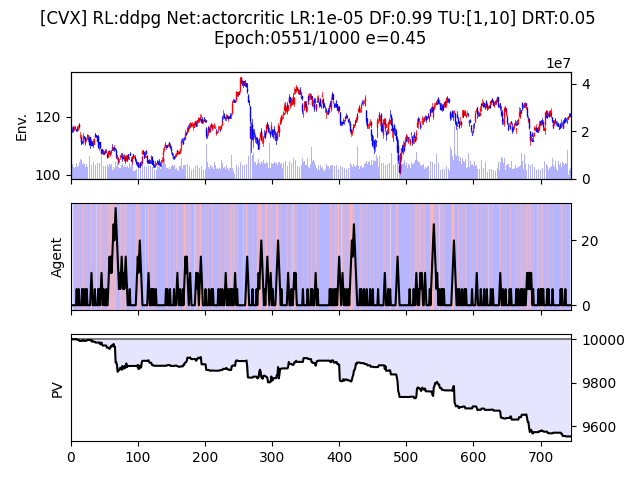 [CVX] RL:ddpg Net:actorcritic LR:1e-05 DF:0.99 TU:[1,10] DRT:0.05
Epoch:0551/1000 e=0.45
1e7
Env.
120
100
4
2
0
Agent
20
0
PV
10000
9800
9600
0 100 200 300 400 500 600 700